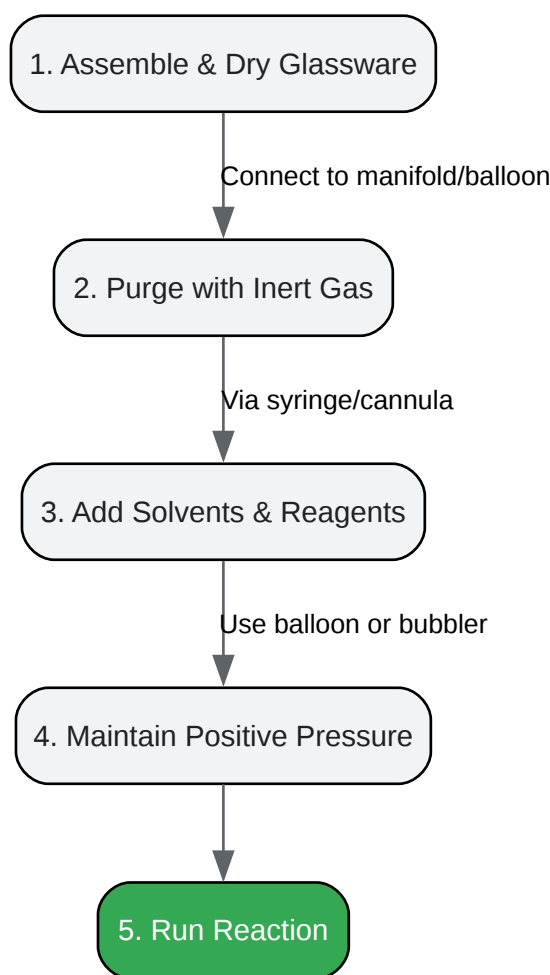 1. Assemble & Dry Glassware
Connect to manifold/balloon
2. Purge with Inert Gas
Via syringe/cannula
3. Add Solvents & Reagents
Use balloon or bubbler
4. Maintain Positive Pressure
5. Run Reaction